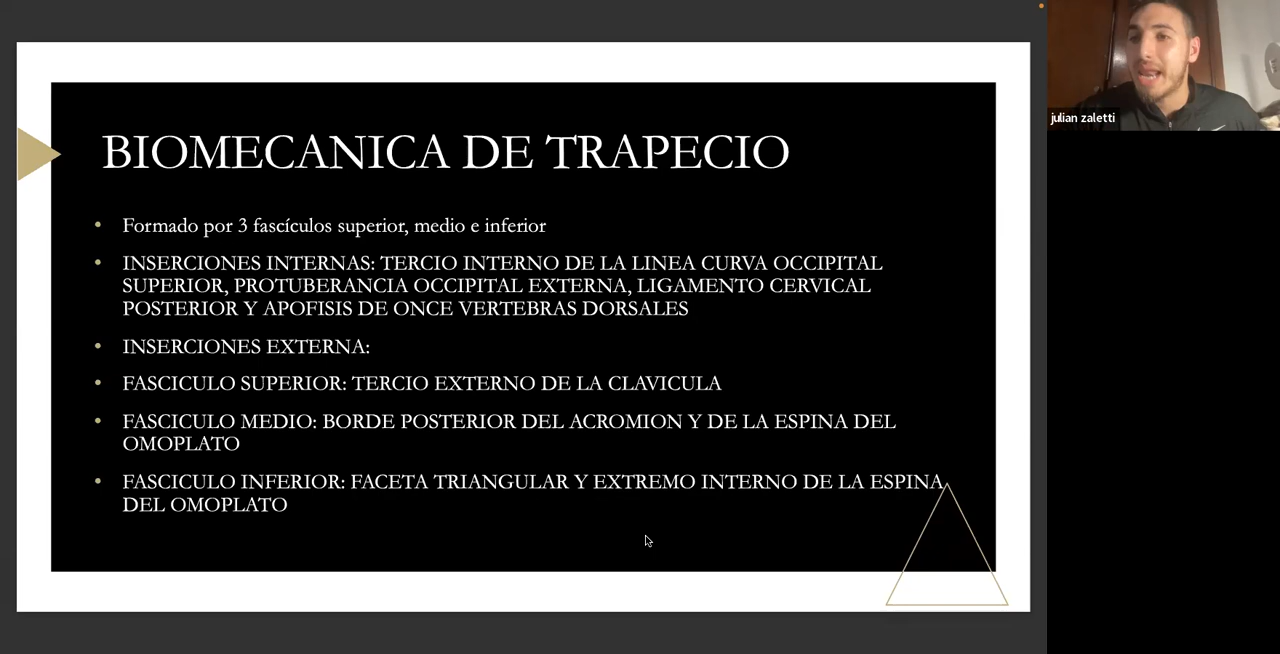 BIOMECANICA DE TRAPECIO
• Formado por 3 fascículos superior, medio e inferior
• INSERCIONES INTERNAS: TERCIO INTERNO DE LA LINEA CURVA OCCIPITAL
SUPERIOR, PROTUBERANCIA OCCIPITAL EXTERNA, LIGAMENTO CERVICAL
POSTERIOR Y APOFISIS DE ONCE VERTEBRAS DORSALES
• INSERCIONES EXTERNA:
• FASCICULO SUPERIOR: TERCIO EXTERNO DE LA CLAVICULA
• FASCICULO MEDIO: BORDE POSTERIOR DEL ACROMION Y DE LA ESPINA DEL
OMOPLATO
• FASCICULO INFERIOR: FACETA TRIANGULAR Y EXTREMO INTERNO DE LA ESPINA
DEL OMOPLATO
julian zaletti